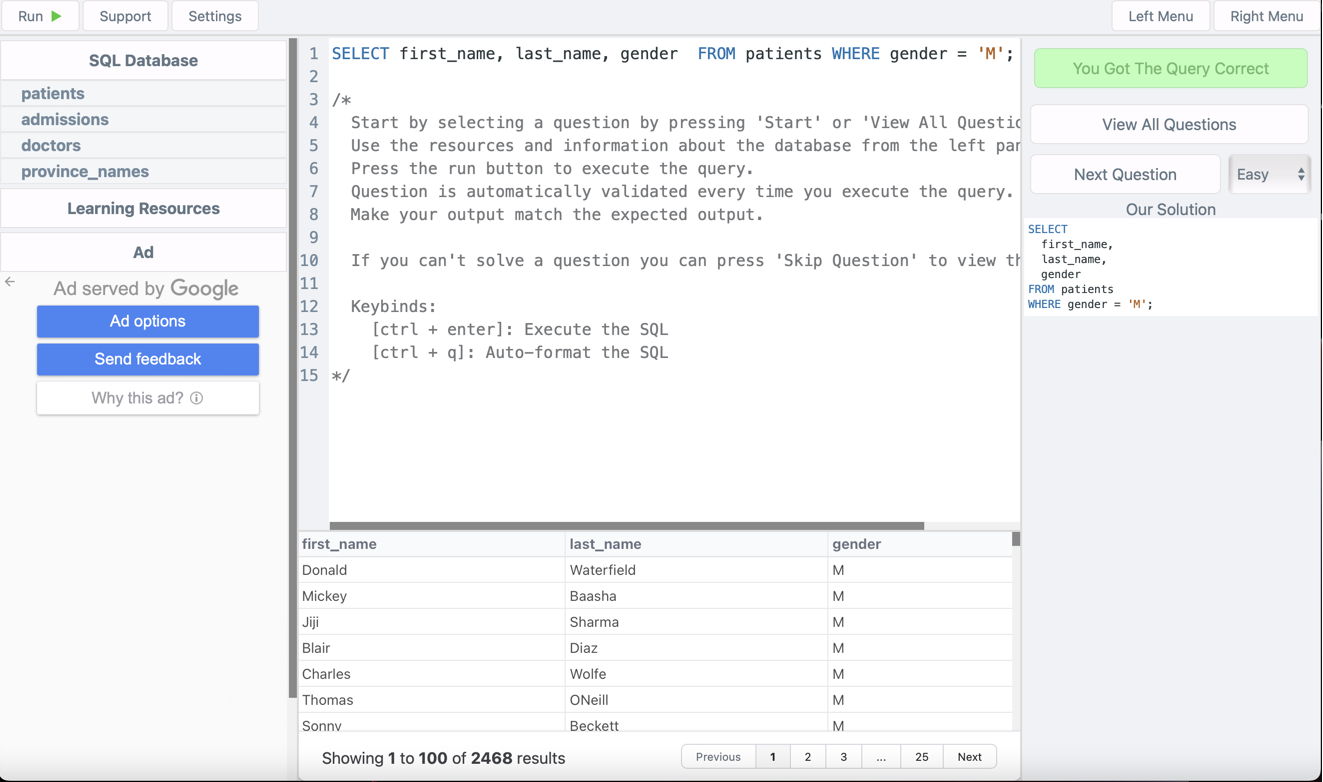 Run
Support
Settings
Left Menu
Right Menu
SQL Database
patients
admissions
doctors
province_names
Learning Resources
Ad
Ad served by Google
Ad options
Send feedback
Why this ad?
1 SELECT first_name, last_name, gender  FROM patients WHERE gender = 'M';
2
3 /*
4   Start by selecting a question by pressing 'Start' or 'View All Questio
5   Use the resources and information about the database from the left pan
6   Press the run button to execute the query.
7   Question is automatically validated every time you execute the query.
8   Make your output match the expected output.
9
10   If you can't solve a question you can press 'Skip Question' to view th
11
12   Keybinds:
13     [ctrl + enter]: Execute the SQL
14     [ctrl + q]: Auto-format the SQL
15 */
first_name last_name gender
Donald Waterfield M
Mickey Baasha M
Jiji Sharma M
Blair Diaz M
Charles Wolfe M
Thomas ONeill M
Sonny Beckett M
Showing 1 to 100 of 2468 results
Previous 1 2 3 ... 25 Next
You Got The Query Correct
View All Questions
Next Question
Easy
Our Solution
SELECT
  first_name,
  last_name,
  gender
FROM patients
WHERE gender = 'M';